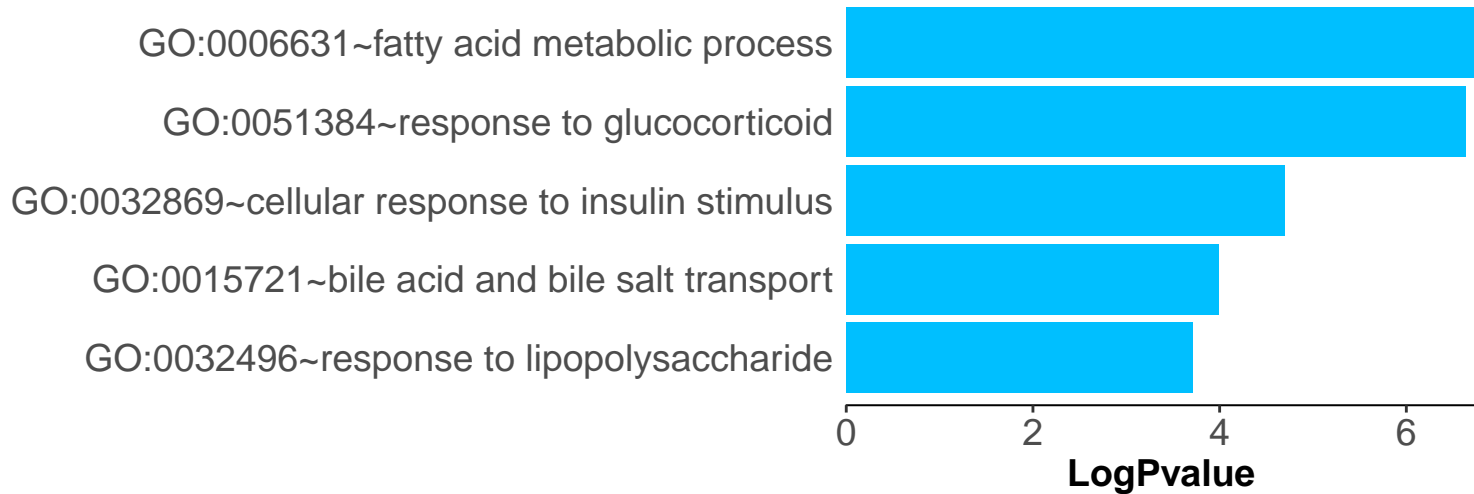 GO:0006631~fatty acid metabolic process
GO:0051384~response to glucocorticoid
GO:0032869~cellular response to insulin stimulus
GO:0015721~bile acid and bile salt transport
GO:0032496~response to lipopolysaccharide
0 2 4 6
LogPvalue